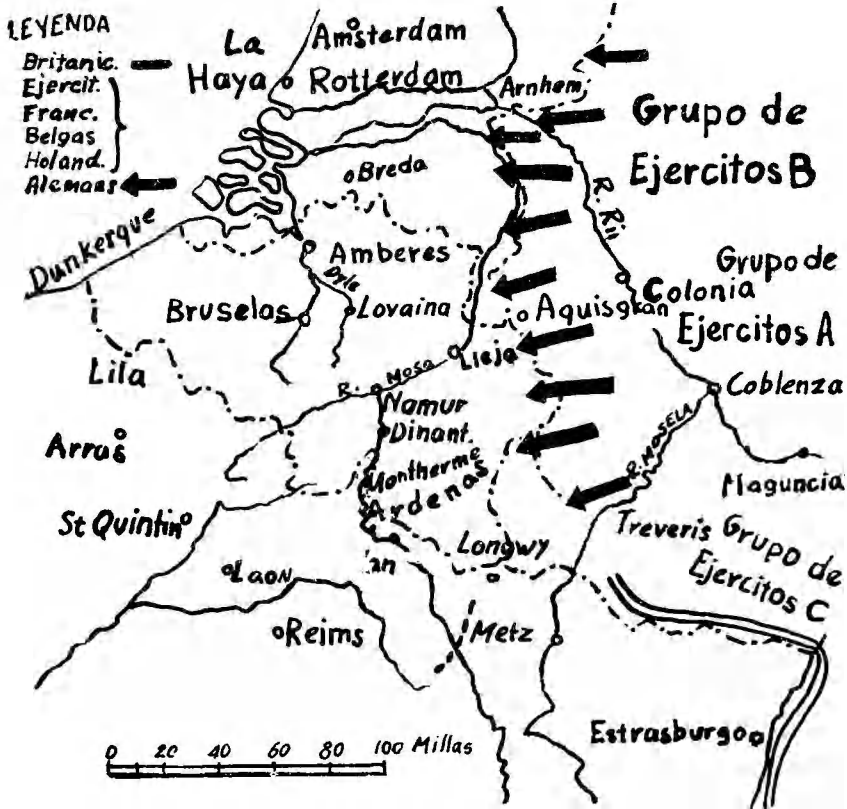 LEYENDA
Britanic.
Ejercit.
Franc.
Belgas
Holand.
Alemans
La
Haya
Amsterdam
Rotterdam
Arnhem
Grupo de
Ejercitos B
Breda
R. Rin
Dunkerque
Amberes
Dyle
Bruselas
Lovaina
Aquisgran
Colonia
Grupo de
Ejercitos A
Lieja
Lila
R. Mosa
Coblenza
Namur
Dinant.
R. MOSELA
Arras
Montherme
Ardenas
Maguncia
St Quintin
Treveris
Grupo de
Ejercitos C
Longwy
LAON
Reims
Metz
Estrasburgo
0 20 40 60 80 100 Millas